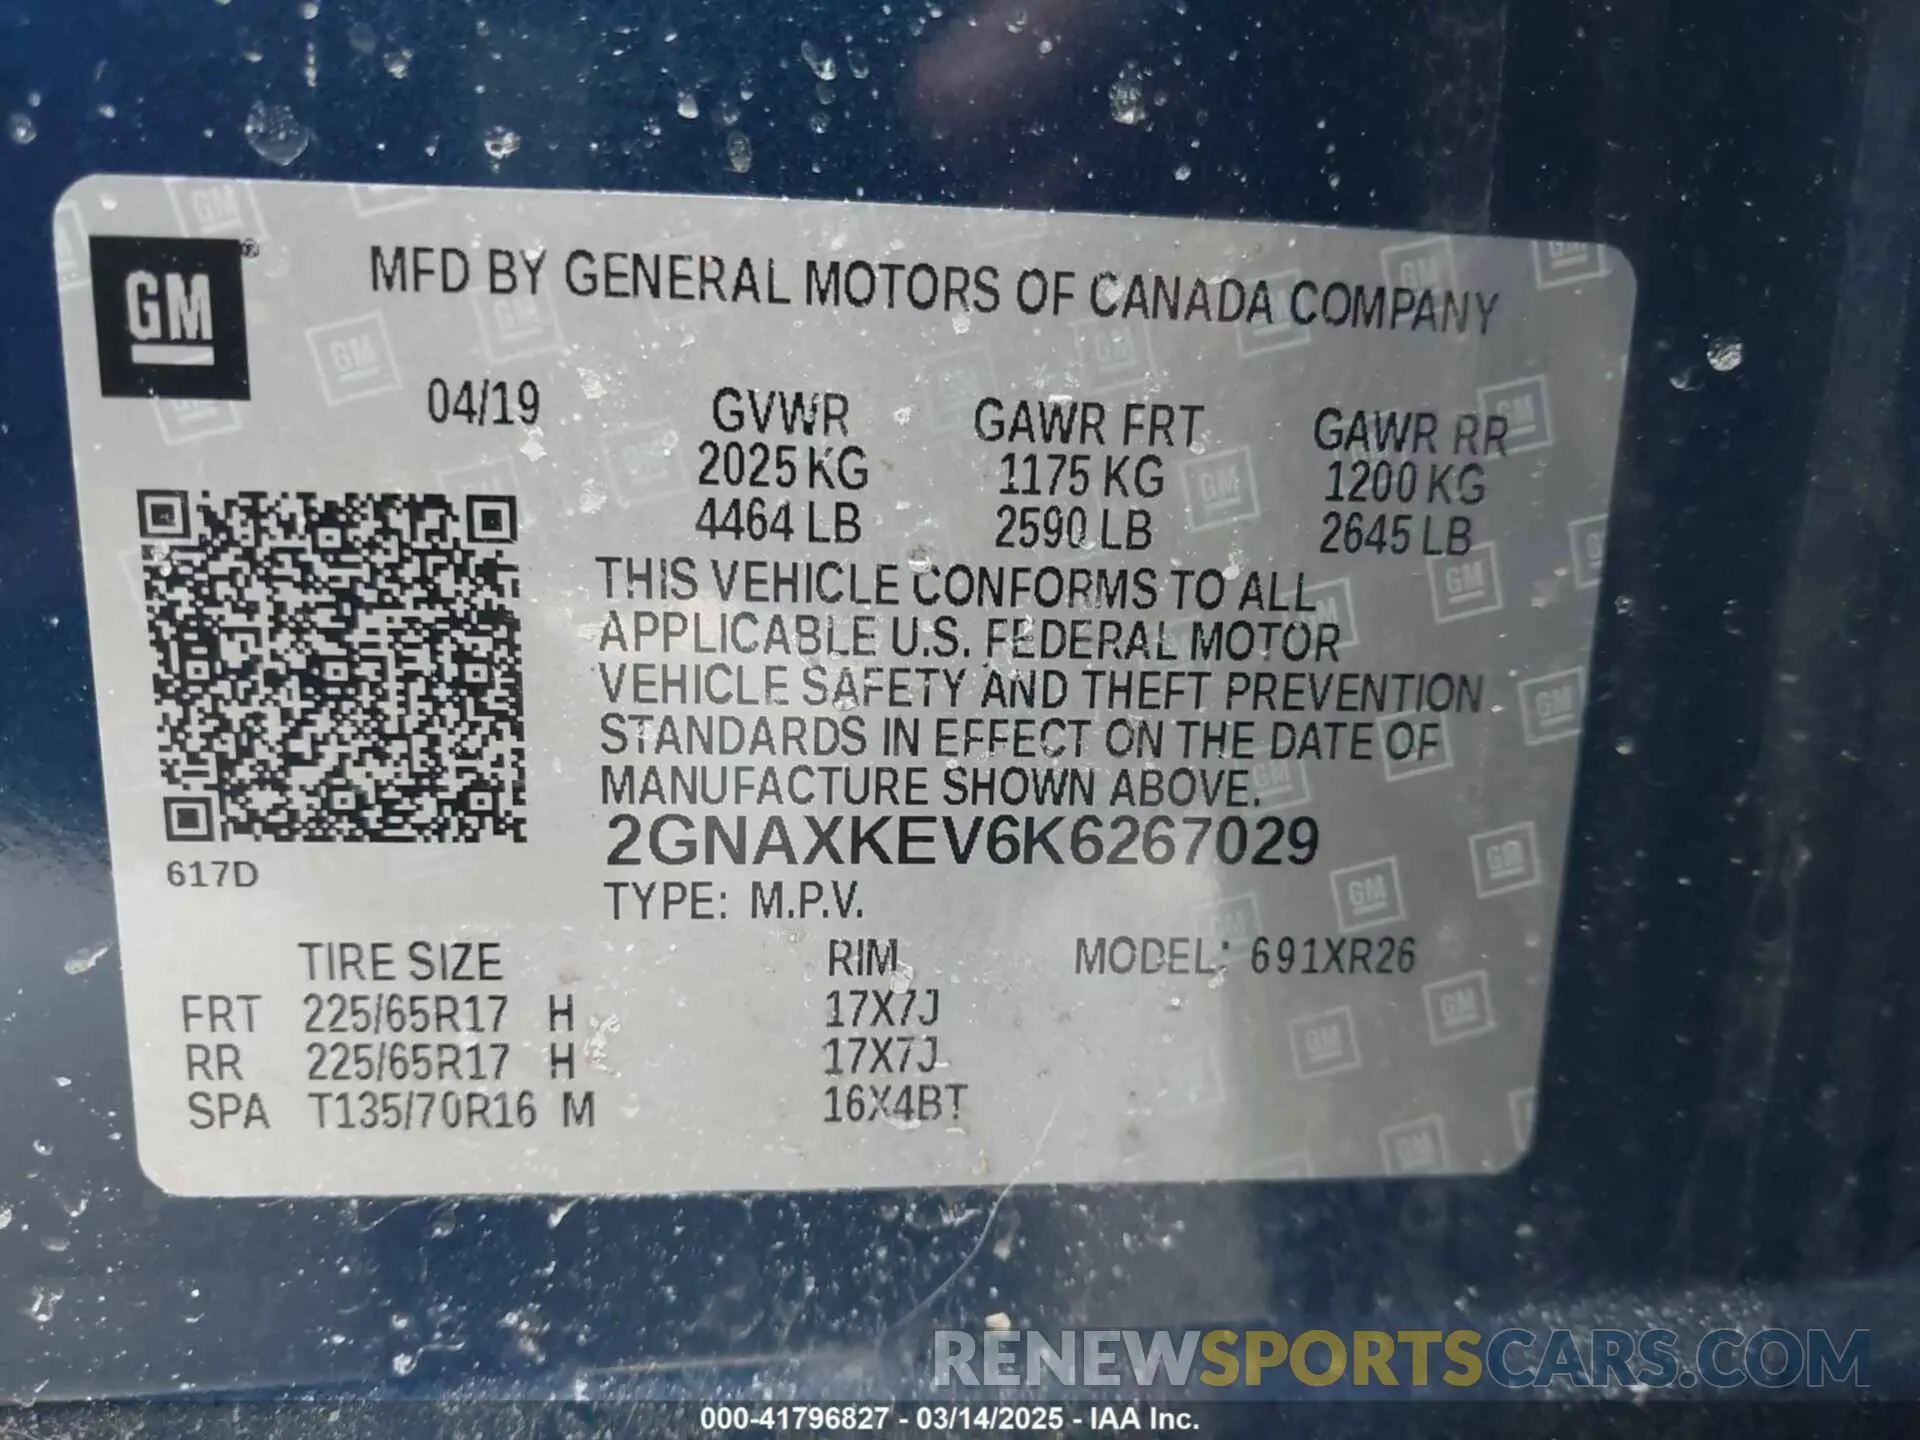 GM ®
MFD BY GENERAL MOTORS OF CANADA COMPANY
04/19
GVWR GAWR FRT GAWR RR
2025 KG 1175 KG 1200 KG
4464 LB 2590 LB 2645 LB
THIS VEHICLE CONFORMS TO ALL
APPLICABLE U.S. FEDERAL MOTOR
VEHICLE SAFETY AND THEFT PREVENTION
STANDARDS IN EFFECT ON THE DATE OF
MANUFACTURE SHOWN ABOVE.
2GNAXKEV6K6267029
617D
TYPE: M.P.V.
TIRE SIZE RIM MODEL: 691XR26
FRT 225/65R17 H 17X7J
RR 225/65R17 H 17X7J
SPA T135/70R16 M 16X4BT
RENEWSPORTSCARS.COM
000-41796827 - 03/14/2025 - IAA Inc.